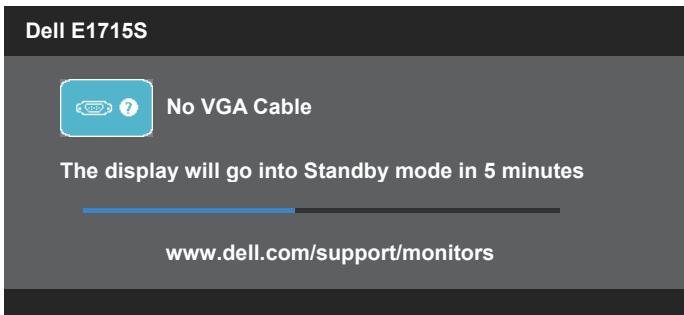 Dell E1715S
? No VGA Cable
The display will go into Standby mode in 5 minutes
www.dell.com/support/monitors